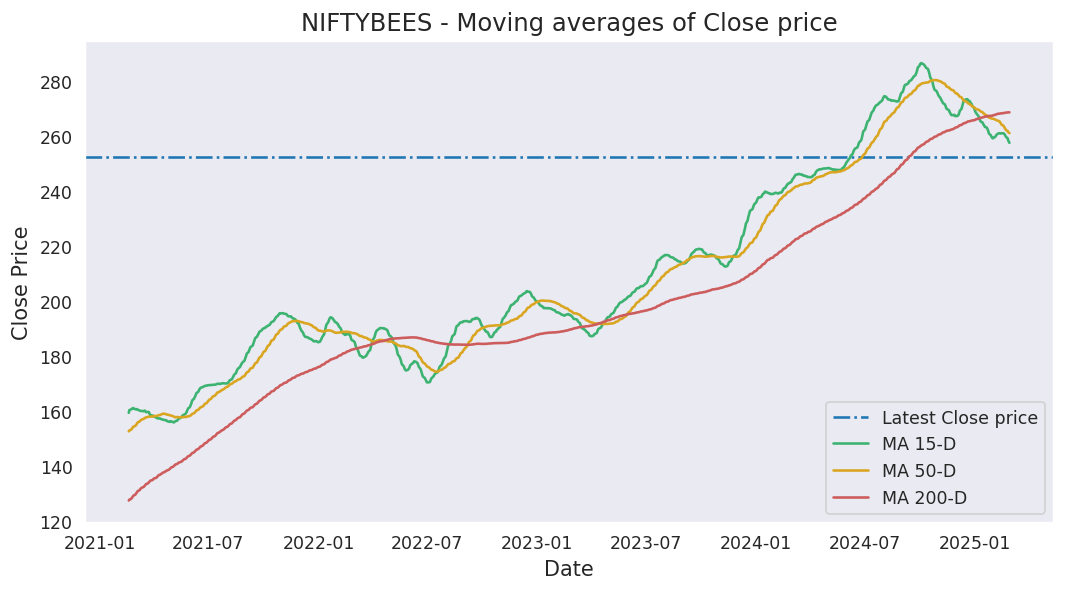 NIFTYBEES - Moving averages of Close price
Close Price
280
260
240
220
200
180
160
140
120
Latest Close price
MA 15-D
MA 50-D
MA 200-D
2021-01 2021-07 2022-01 2022-07 2023-01 2023-07 2024-01 2024-07 2025-01
Date